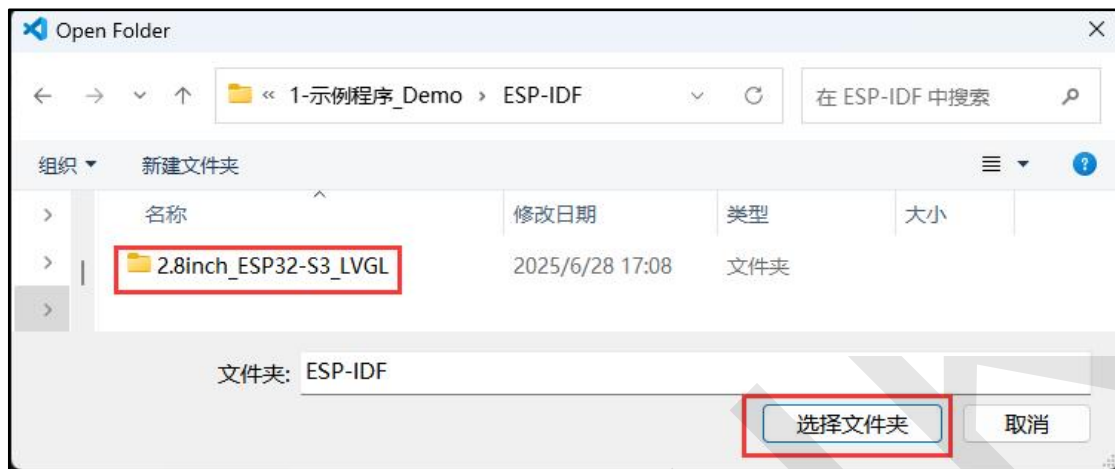 Open Folder
« 1-示例程序_Demo › ESP-IDF
在 ESP-IDF 中搜索
组织
新建文件夹
名称 修改日期 类型 大小
2.8inch_ESP32-S3_LVGL 2025/6/28 17:08 文件夹
文件夹: ESP-IDF
选择文件夹 取消